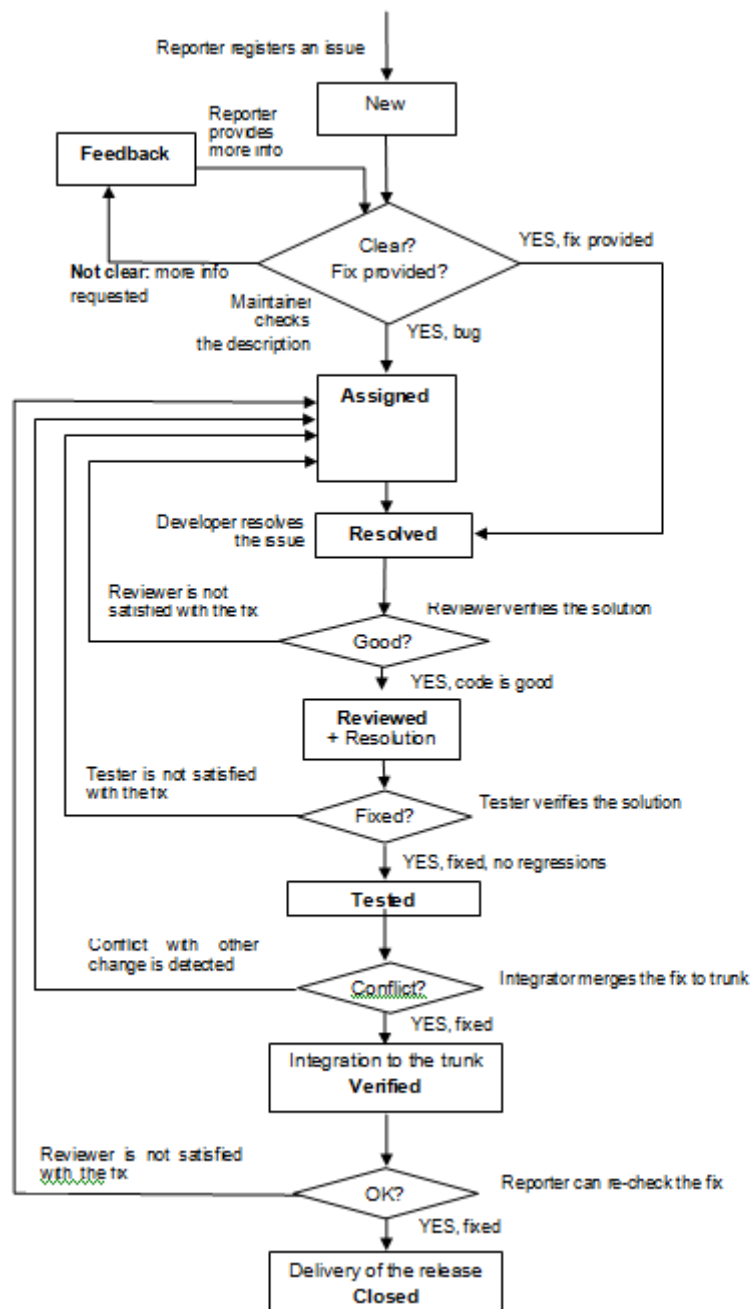 Reporter registers an issue
New
Reporter
provides
more info
Feedback
Clear?
Fix provided?
YES, fix provided
Not clear: more info
requested
Maintainer
checks
the description
YES, bug
Assigned
Developer resolves
the issue
Resolved
Reviewer is not
satisfied with the fix
Reviewer verifies the solution
Good?
YES, code is good
Reviewed
+ Resolution
Tester is not satisfied
with the fix
Fixed?
Tester verifies the solution
YES, fixed, no regressions
Tested
Conflict with other
change is detected
Conflict?
Integrator merges the fix to trunk
YES, fixed
Integration to the trunk
Verified
Reviewer is not satisfied
with the fix
OK?
Reporter can re-check the fix
YES, fixed
Delivery of the release
Closed